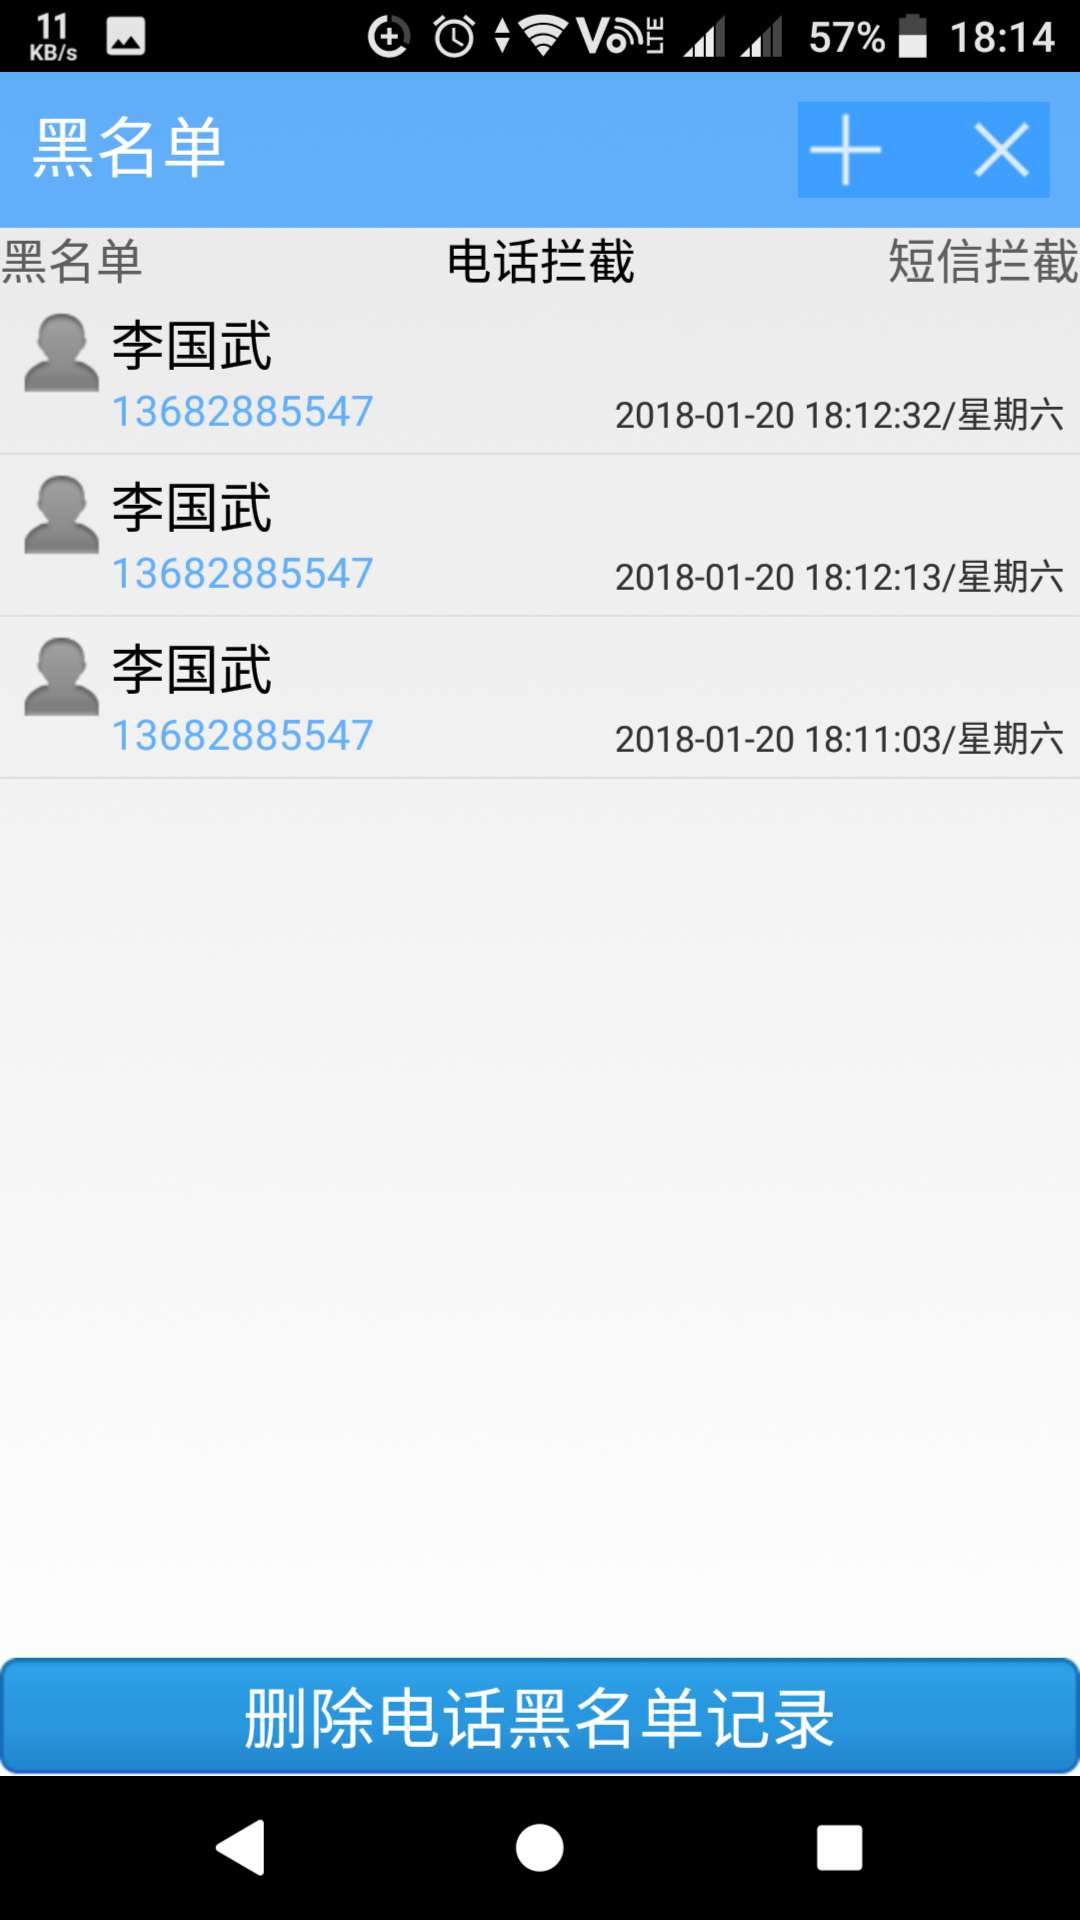 11 KB/s VoLTE 57% 18:14
黑名单
黑名单 电话拦截 短信拦截
李国武
13682885547 2018-01-20 18:12:32/星期六
李国武
13682885547 2018-01-20 18:12:13/星期六
李国武
13682885547 2018-01-20 18:11:03/星期六
删除电话黑名单记录